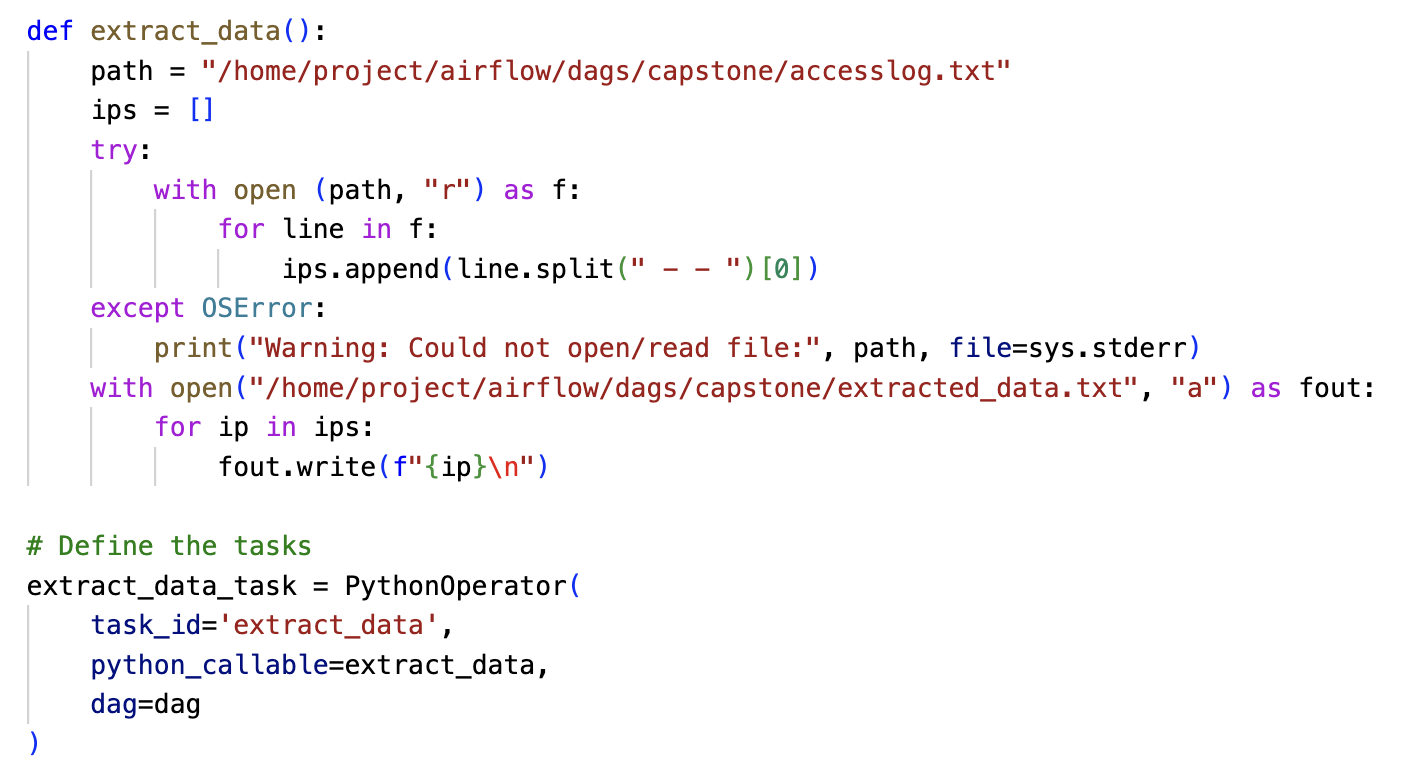 def extract_data():
    path = "/home/project/airflow/dags/capstone/accesslog.txt"
    ips = []
    try:
        with open (path, "r") as f:
            for line in f:
                ips.append(line.split(" - - ")[0])
    except OSError:
        print("Warning: Could not open/read file:", path, file=sys.stderr)
    with open("/home/project/airflow/dags/capstone/extracted_data.txt", "a") as fout:
        for ip in ips:
            fout.write(f"{ip}\n")

# Define the tasks
extract_data_task = PythonOperator(
    task_id='extract_data',
    python_callable=extract_data,
    dag=dag
)